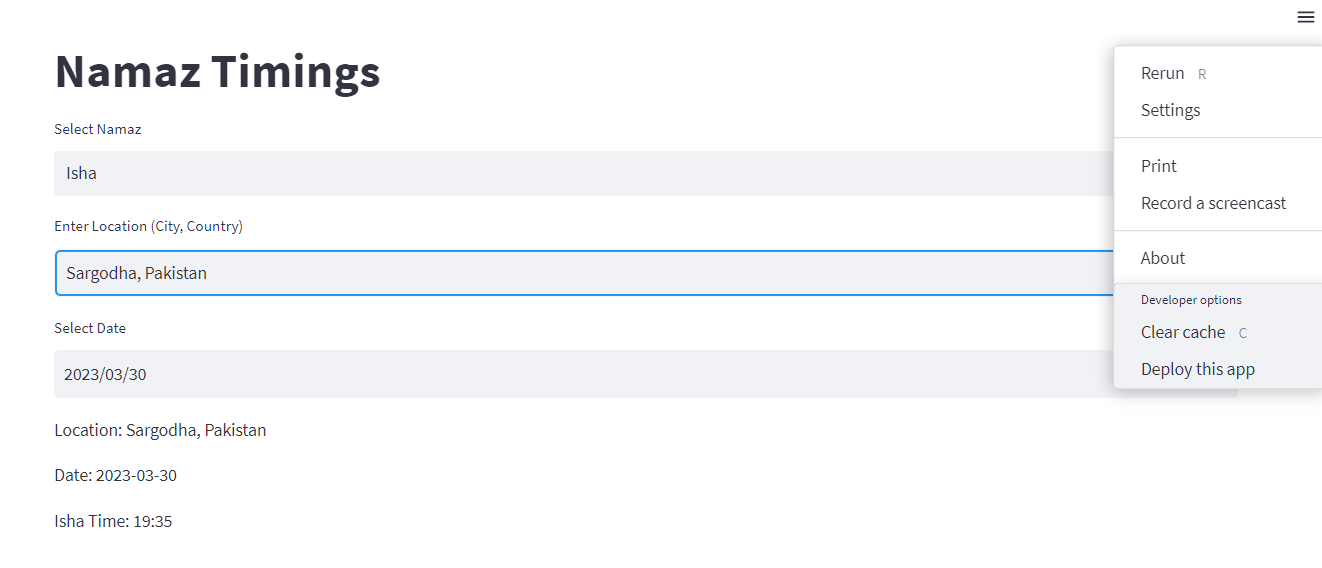 Namaz Timings
Select Namaz
Isha
Enter Location (City, Country)
Sargodha, Pakistan
Select Date
2023/03/30
Location: Sargodha, Pakistan
Date: 2023-03-30
Isha Time: 19:35
Rerun R
Settings
Print
Record a screencast
About
Developer options
Clear cache C
Deploy this app